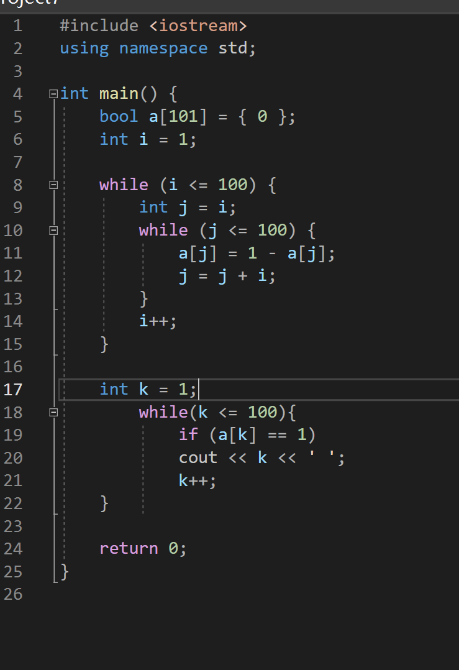 1 #include <iostream>
2 using namespace std;
3
4 int main() {
5 bool a[101] = { 0 };
6 int i = 1;
7
8 while (i <= 100) {
9 int j = i;
10 while (j <= 100) {
11 a[j] = 1 - a[j];
12 j = j + i;
13 }
14 i++;
15 }
16
17 int k = 1;
18 while(k <= 100){
19 if (a[k] == 1)
20 cout << k << ' ';
21 k++;
22 }
23
24 return 0;
25 }
26